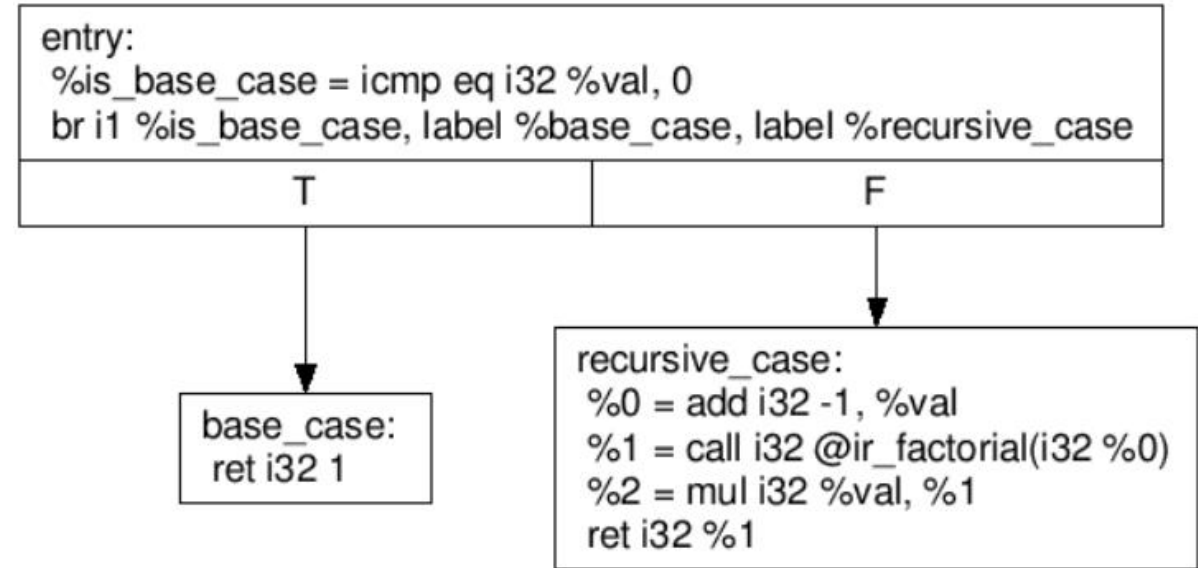 entry:
%is_base_case = icmp eq i32 %val, 0
br i1 %is_base_case, label %base_case, label %recursive_case
T
F
base_case:
ret i32 1
recursive_case:
%0 = add i32 -1, %val
%1 = call i32 @ir_factorial(i32 %0)
%2 = mul i32 %val, %1
ret i32 %1